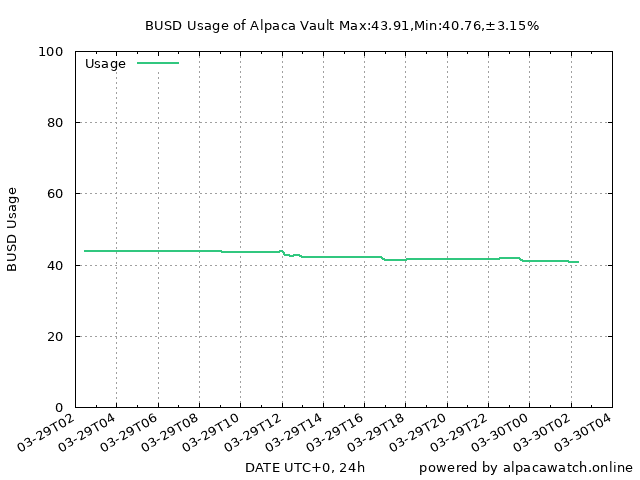 BUSD Usage of Alpaca Vault Max:43.91,Min:40.76,±3.15%
100
Usage
80
60
BUSD Usage
40
20
0
03-29T02
03-29T04
03-29T06
03-29T08
03-29T10
03-29T12
03-29T14
03-29T16
03-29T18
03-29T20
03-29T22
03-30T00
03-30T02
03-30T04
DATE UTC+0, 24h
powered by alpacawatch.online